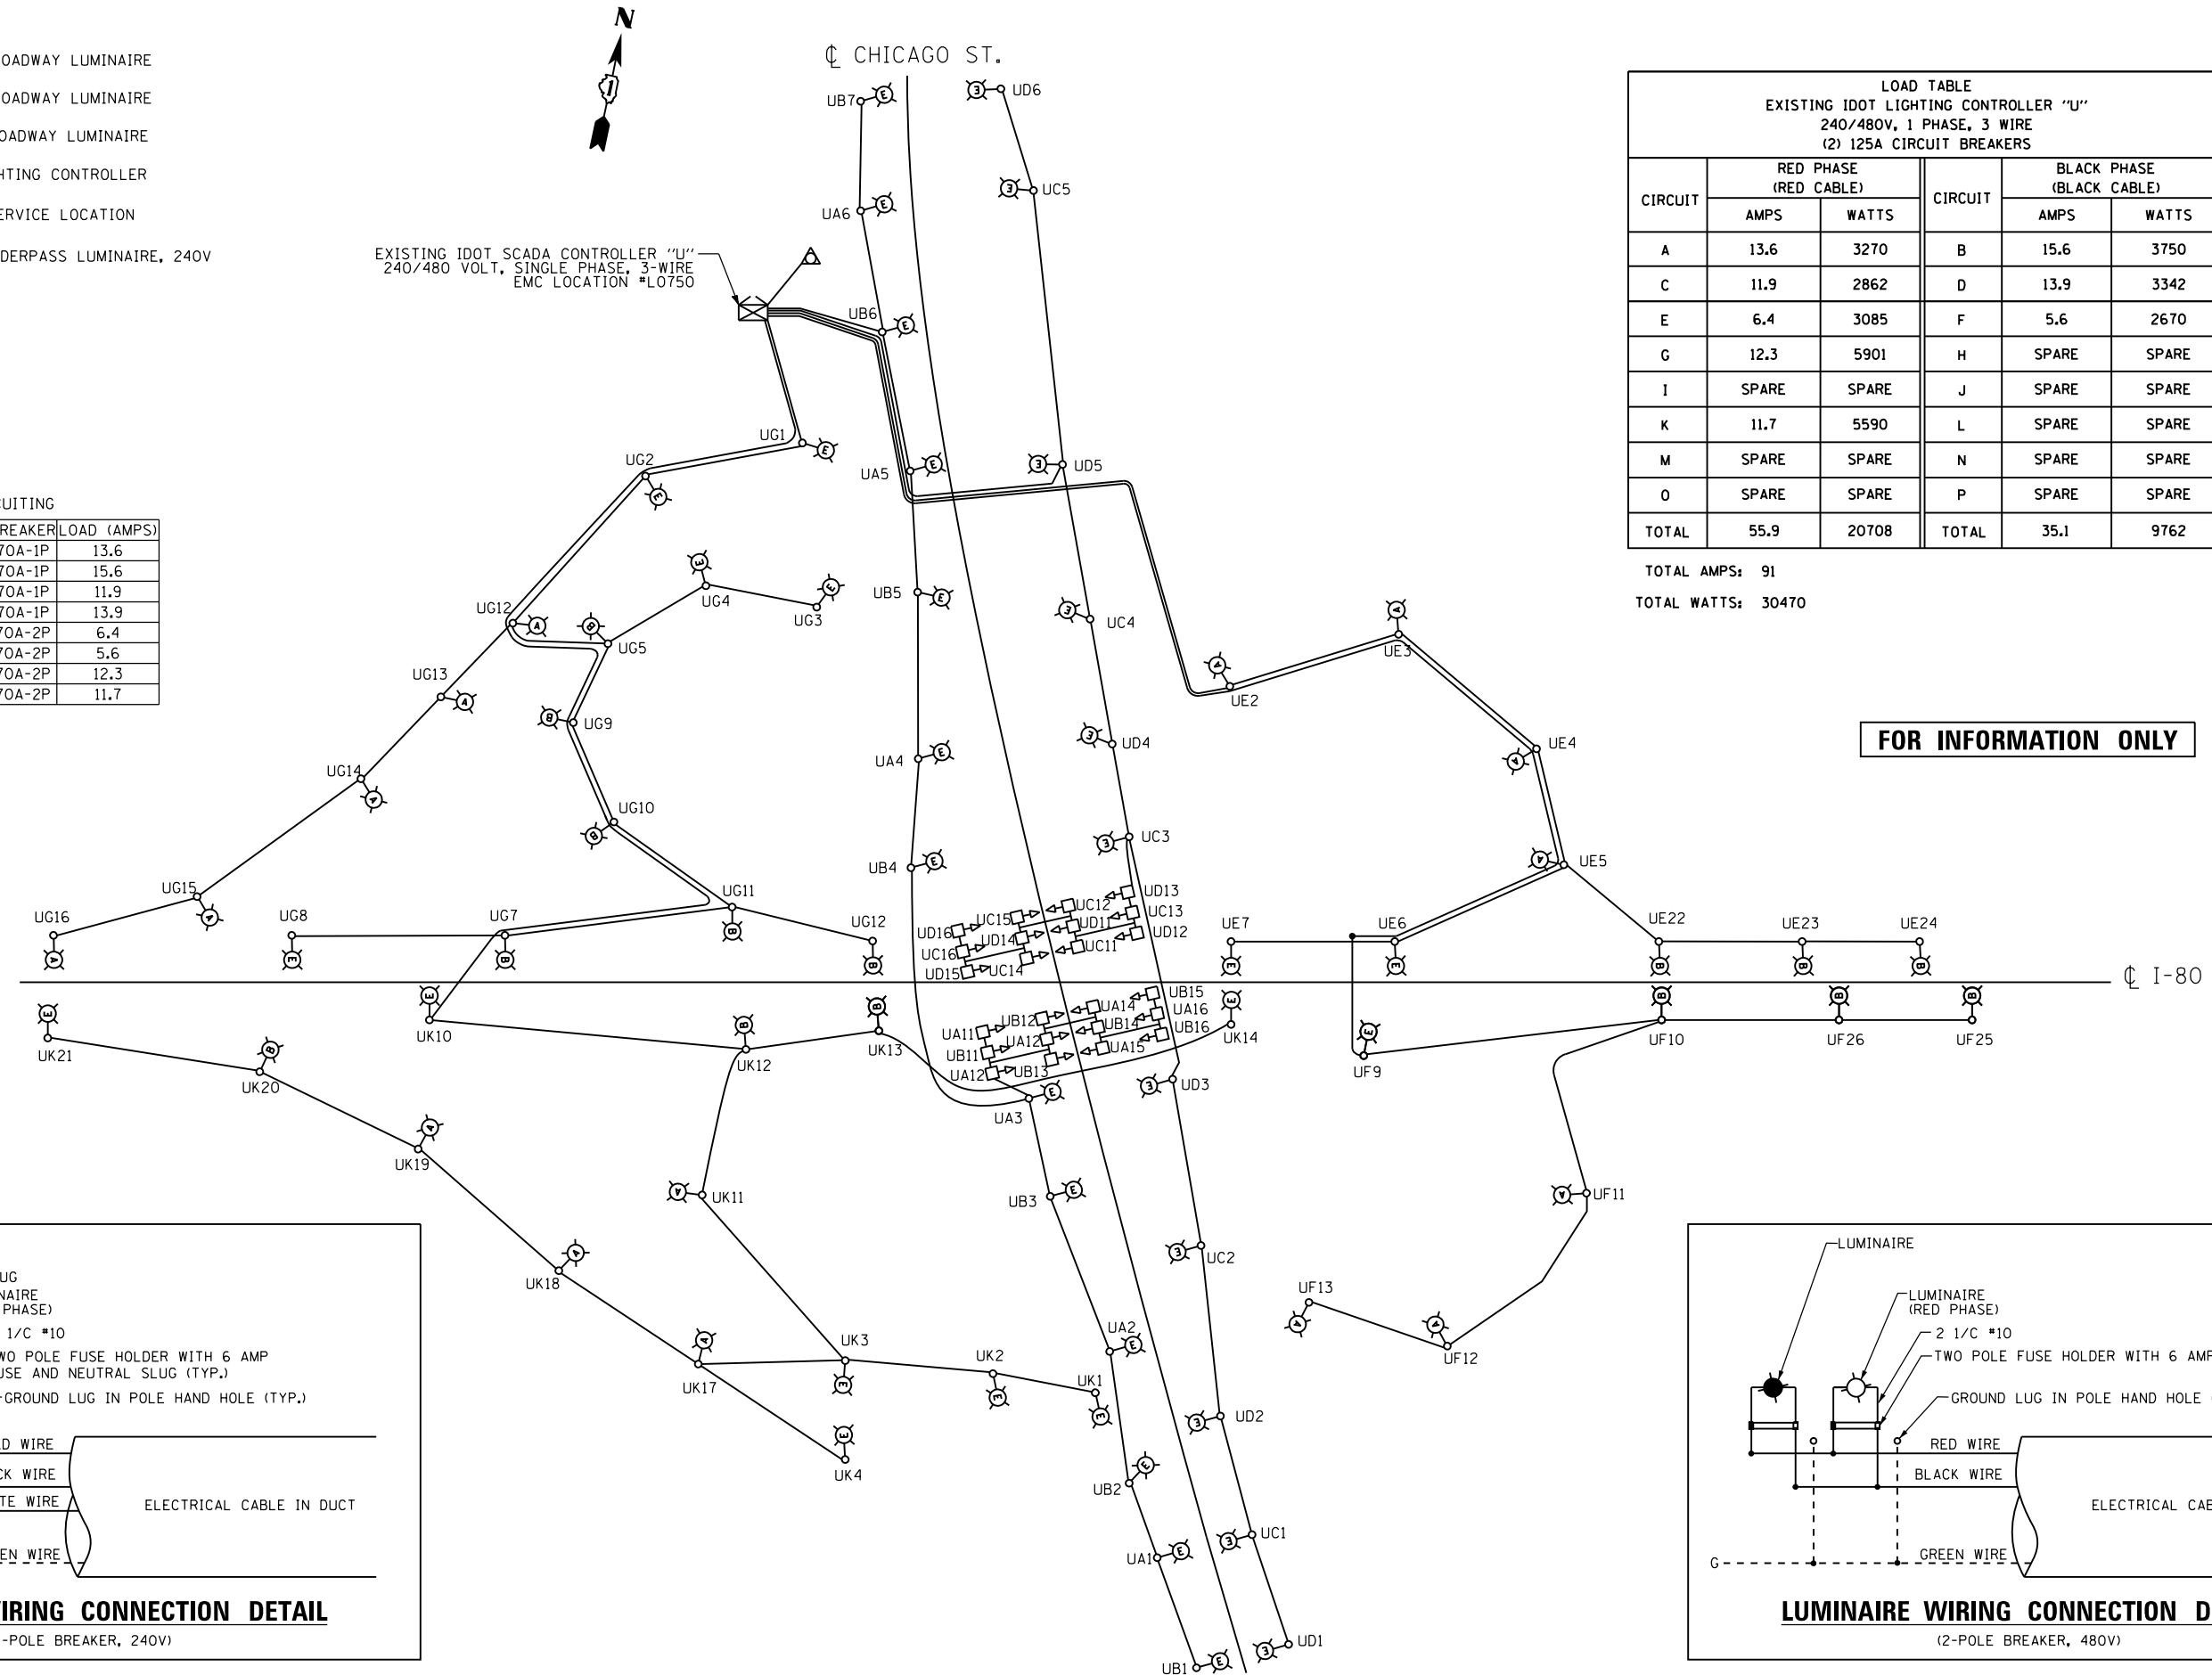 N
1
℄ CHICAGO ST.
OADWAY LUMINAIRE
OADWAY LUMINAIRE
OADWAY LUMINAIRE
HTING CONTROLLER
ERVICE LOCATION
DERPASS LUMINAIRE, 240V
EXISTING IDOT SCADA CONTROLLER "U"
240/480 VOLT, SINGLE PHASE, 3-WIRE
EMC LOCATION #L0750
LOAD TABLE
EXISTING IDOT LIGHTING CONTROLLER "U"
240/480V, 1 PHASE, 3 WIRE
(2) 125A CIRCUIT BREAKERS
CIRCUIT RED PHASE (RED CABLE) CIRCUIT BLACK PHASE (BLACK CABLE)
AMPS WATTS AMPS WATTS
A 13.6 3270 B 15.6 3750
C 11.9 2862 D 13.9 3342
E 6.4 3085 F 5.6 2670
G 12.3 5901 H SPARE SPARE
I SPARE SPARE J SPARE SPARE
K 11.7 5590 L SPARE SPARE
M SPARE SPARE N SPARE SPARE
O SPARE SPARE P SPARE SPARE
TOTAL 55.9 20708 TOTAL 35.1 9762
TOTAL AMPS: 91
TOTAL WATTS: 30470
CUITING
REAKER LOAD (AMPS)
70A-1P 13.6
70A-1P 15.6
70A-1P 11.9
70A-1P 13.9
70A-2P 6.4
70A-2P 5.6
70A-2P 12.3
70A-2P 11.7
FOR INFORMATION ONLY
UB7 E
E UD6
UA6 E
E UC5
UB6 E
UG1 E
UG2 E
UA5 E
E UD5
UG12 A
B UG5
E UG4
E UG3
UB5 E
E UC4
A UE2
A UE3
UG13 A
B UG9
UA4 E
E UD4
A UE4
UG14 A
B UG10
UB4 E
E UC3
A UE5
UG15 A
UG16 A
UG8 E
UG7 B
UG11 B
UG12 B
UD16 UC15 UC12 UD13
UC16 UD14 UD11 UC13
UD15 UC14 UC11 UD12
UE7 E
UE6 E
UE22 B
UE23 B
UE24 B
℄ I-80
UK21 E
UK20 B
UK10 E
UK12 B
UK13 B
UA11 UB12 UA14 UB15
UB11 UA12 UB14 UA16
UA12 UB13 UA15 UB16
UK14 E
UF9 E
UF10 B
UF26 B
UF25 B
UA3 E
E UD3
UK19 A
A UK11
UB3 E
A UF11
UK18 A
E UC2
UF13 A
UF12 A
UK17 A
UK3 E
UK2 E
UK1 E
UA2 E
E UD2
UK4 E
UB2 E
UA1 E
E UC1
UB1 E
E UD1
UG
NAIRE
PHASE)
1/C #10
WO POLE FUSE HOLDER WITH 6 AMP
USE AND NEUTRAL SLUG (TYP.)
GROUND LUG IN POLE HAND HOLE (TYP.)
D WIRE
CK WIRE
TE WIRE
EN WIRE
ELECTRICAL CABLE IN DUCT
IRING CONNECTION DETAIL
-POLE BREAKER, 240V)
LUMINAIRE
LUMINAIRE
(RED PHASE)
2 1/C #10
TWO POLE FUSE HOLDER WITH 6 AMP
GROUND LUG IN POLE HAND HOLE
RED WIRE
BLACK WIRE
ELECTRICAL CAB
G
GREEN WIRE
LUMINAIRE WIRING CONNECTION D
(2-POLE BREAKER, 480V)